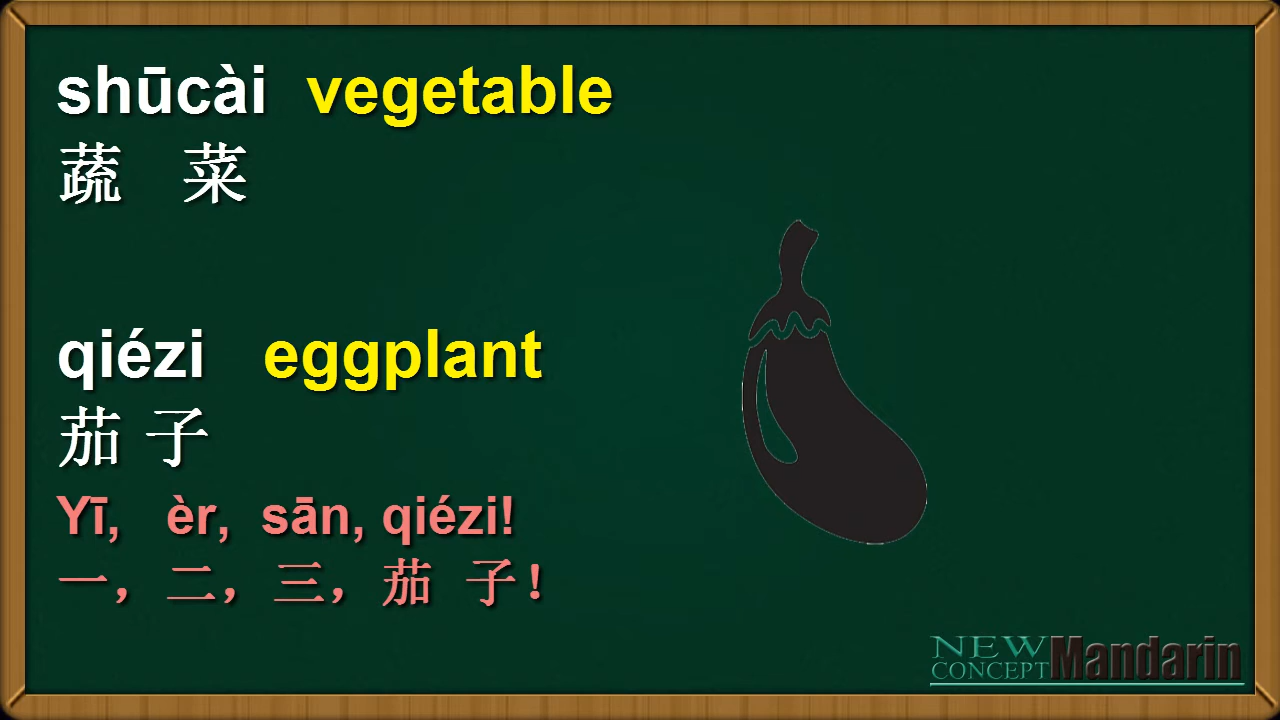 shūcài vegetable
蔬 菜
qiézi eggplant
茄 子
Yī, èr, sān, qiézi!
一，二，三，茄 子！
NEW CONCEPT Mandarin